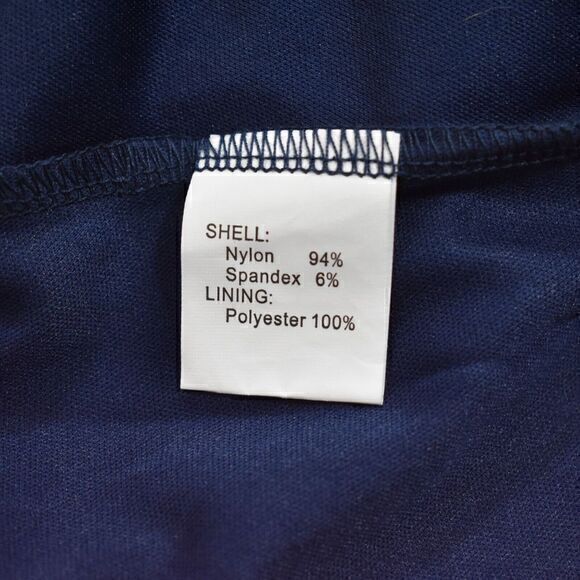 SHELL:
Nylon 94%
Spandex 6%
LINING:
Polyester 100%